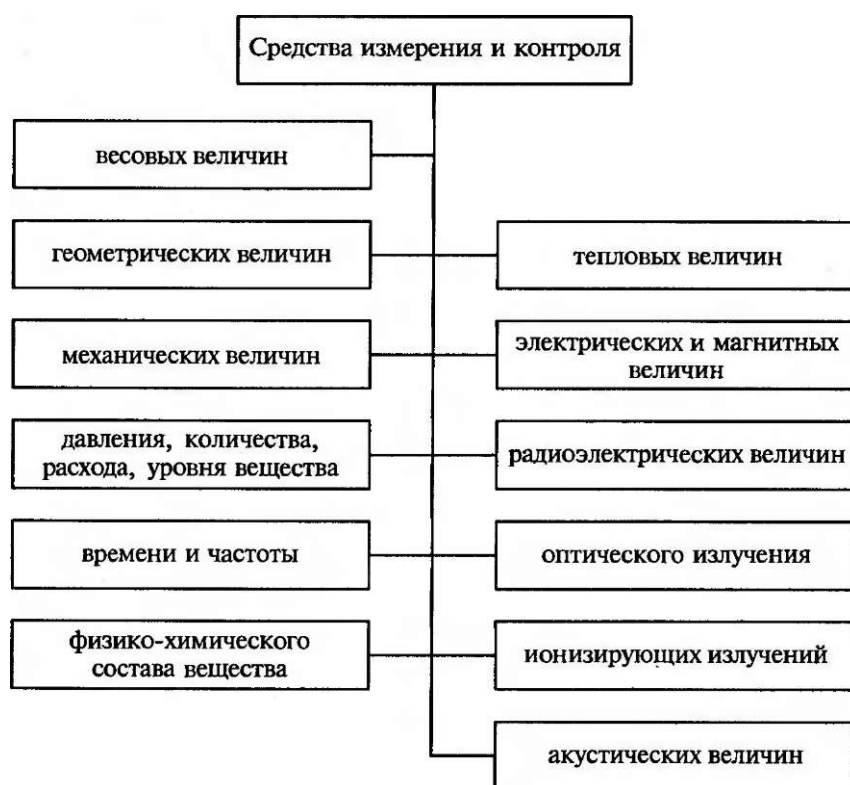 Средства измерения и контроля
весовых величин
геометрических величин
механических величин
давления, количества,
расхода, уровня вещества
времени и частоты
физико-химического
состава вещества
тепловых величин
электрических и магнитных
величин
радиоэлектрических величин
оптического излучения
ионизирующих излучений
акустических величин